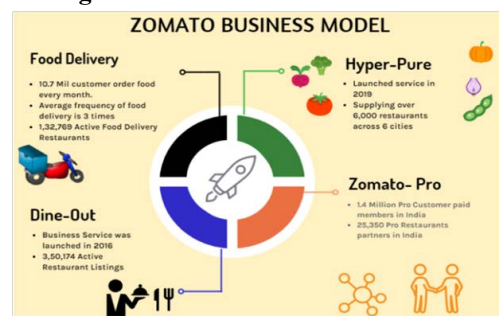 ZOMATO BUSINESS MODEL
Food Delivery
• 10.7 Mil customer order food
every month.
• Average frequency of food
delivery is 3 times
• 1,32,769 Active Food Delivery
Restaurants
Hyper-Pure
• Launched service in
2019
• Supplying over
6,000 restaurants
across 6 cities
Dine-Out
• Business Service was
launched in 2016
• 3,50,174 Active
Restaurant Listings
Zomato- Pro
• 1.4 Million Pro Customer paid
members in India
• 25,350 Pro Restaurants
partners in India